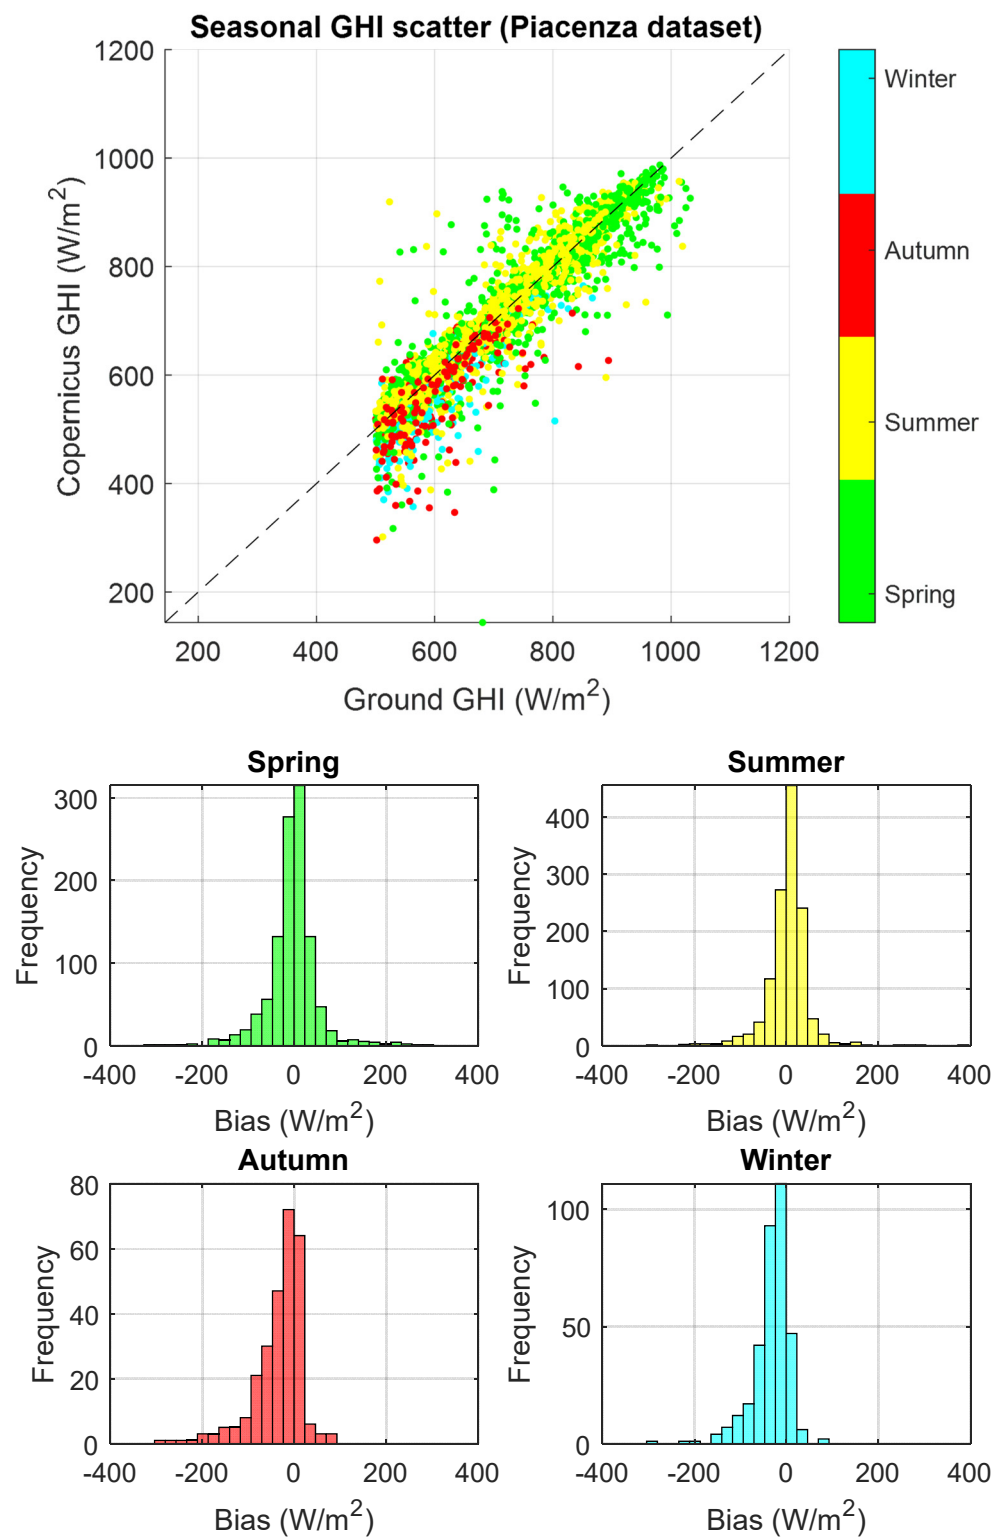 Seasonal GHI scatter (Piacenza dataset)
1200
1000
800
600
400
200
Copernicus GHI (W/m²)
200 400 600 800 1000 1200
Ground GHI (W/m²)
Winter
Autumn
Summer
Spring
Spring
300
200
100
0
Frequency
-400 -200 0 200 400
Bias (W/m²)
Summer
400
300
200
100
0
Frequency
-400 -200 0 200 400
Bias (W/m²)
Autumn
80
60
40
20
0
Frequency
-400 -200 0 200 400
Bias (W/m²)
Winter
100
50
0
Frequency
-400 -200 0 200 400
Bias (W/m²)